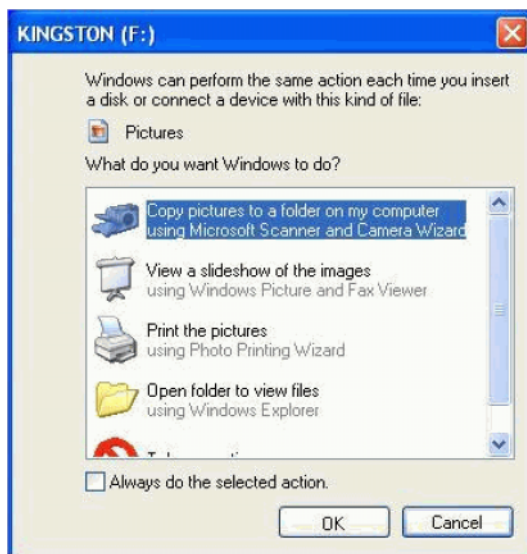 KINGSTON (F:)
Windows can perform the same action each time you insert
a disk or connect a device with this kind of file:
Pictures
What do you want Windows to do?
Copy pictures to a folder on my computer
using Microsoft Scanner and Camera Wizard
View a slideshow of the images
using Windows Picture and Fax Viewer
Print the pictures
using Photo Printing Wizard
Open folder to view files
using Windows Explorer
Always do the selected action.
OK
Cancel